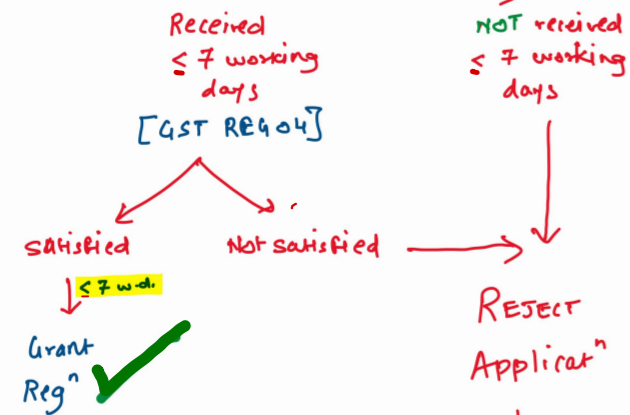 Received
≤ 7 working
days
[GST REG 04]
NOT received
≤ 7 working
days
Satisfied
Not satisfied
≤ 7 w.d.
Grant
Regⁿ
REJECT
Applicatⁿ